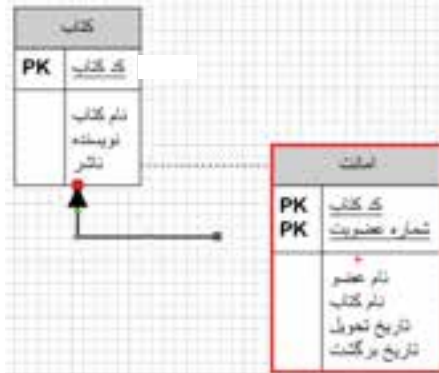 کتاب
PK کد کتاب
نام کتاب
نویسنده
ناشر
امانت
PK کد کتاب
PK شماره عضویت
نام عضو
نام کتاب
تاریخ تحویل
تاریخ برگشت